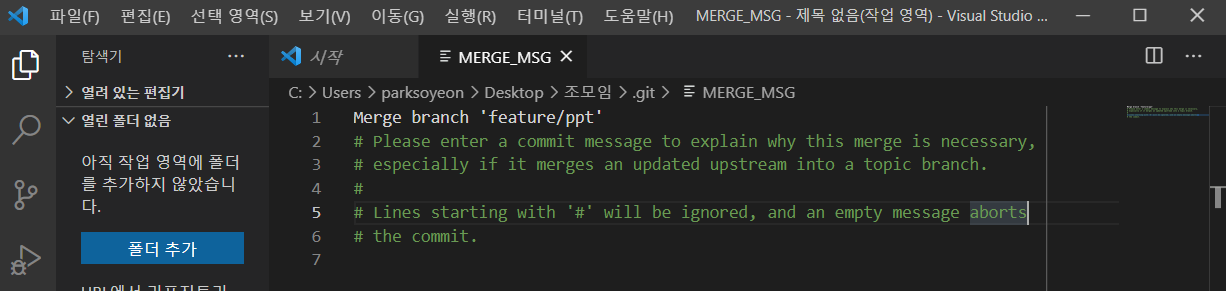 파일(F) 편집(E) 선택 영역(S) 보기(V) 이동(G) 실행(R) 터미널(T) 도움말(H) MERGE_MSG - 제목 없음(작업 영역) - Visual Studio ...
탐색기 ...
시작
MERGE_MSG
열려 있는 편집기
열린 폴더 없음
아직 작업 영역에 폴더
를 추가하지 않았습니
다.
폴더 추가
C: > Users > parksoyeon > Desktop > 조모임 > .git > MERGE_MSG
1 Merge branch 'feature/ppt'
2 # Please enter a commit message to explain why this merge is necessary,
3 # especially if it merges an updated upstream into a topic branch.
4 #
5 # Lines starting with '#' will be ignored, and an empty message aborts
6 # the commit.
7